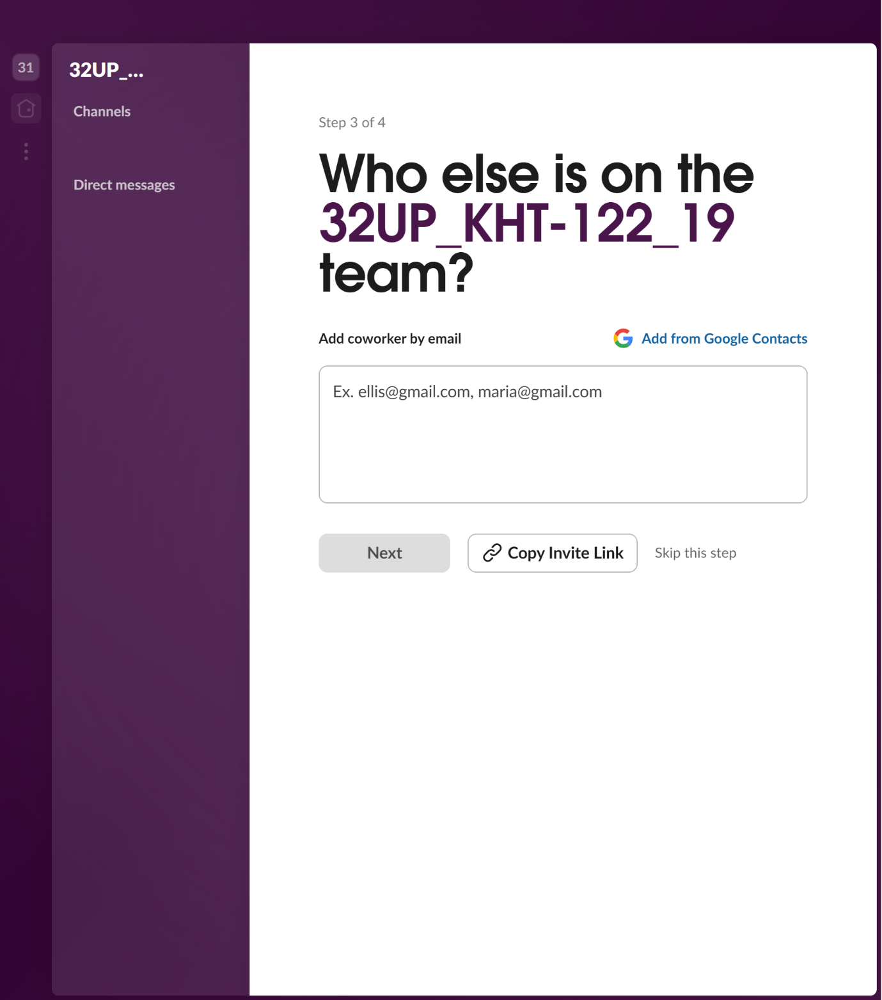 31
32UP_...
Channels
Direct messages
Step 3 of 4
Who else is on the
32UP_KHT-122_19
team?
Add coworker by email
Add from Google Contacts
Ex. ellis@gmail.com, maria@gmail.com
Next
Copy Invite Link
Skip this step